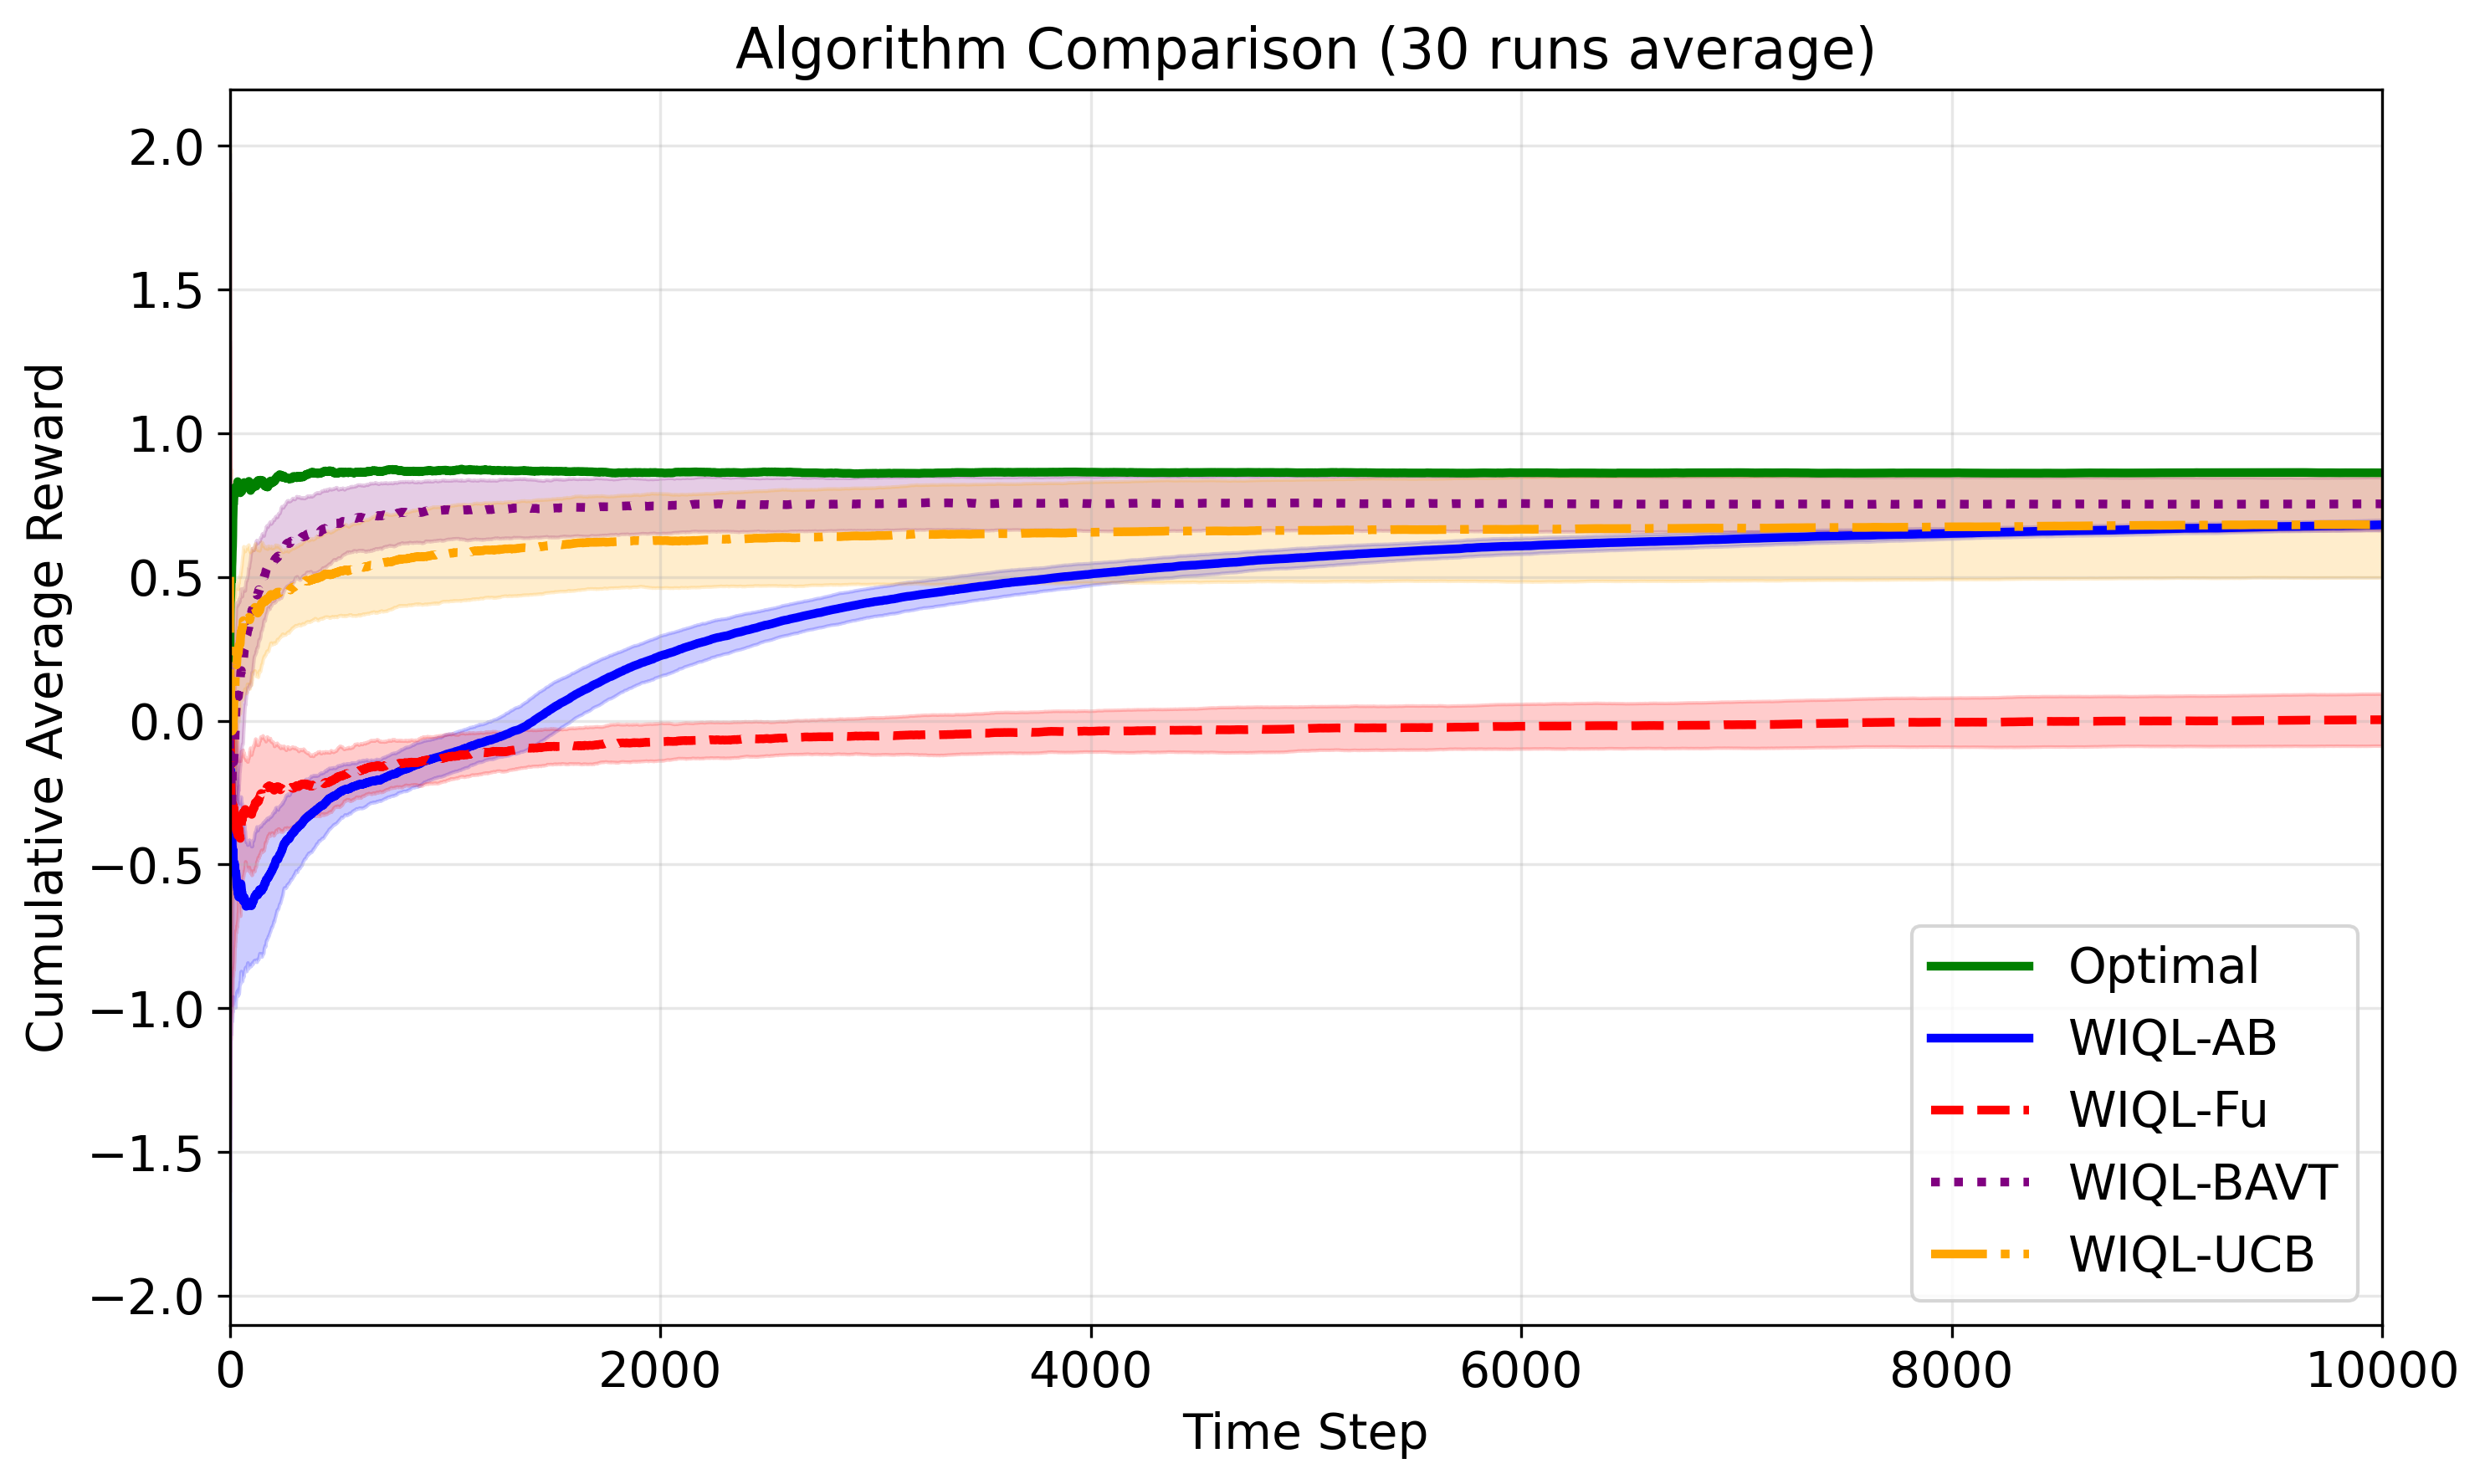 Algorithm Comparison (30 runs average)
Cumulative Average Reward
2.0
1.5
1.0
0.5
0.0
−0.5
−1.0
−1.5
−2.0
0
2000
4000
6000
8000
10000
Time Step
Optimal
WIQL-AB
WIQL-Fu
WIQL-BAVT
WIQL-UCB